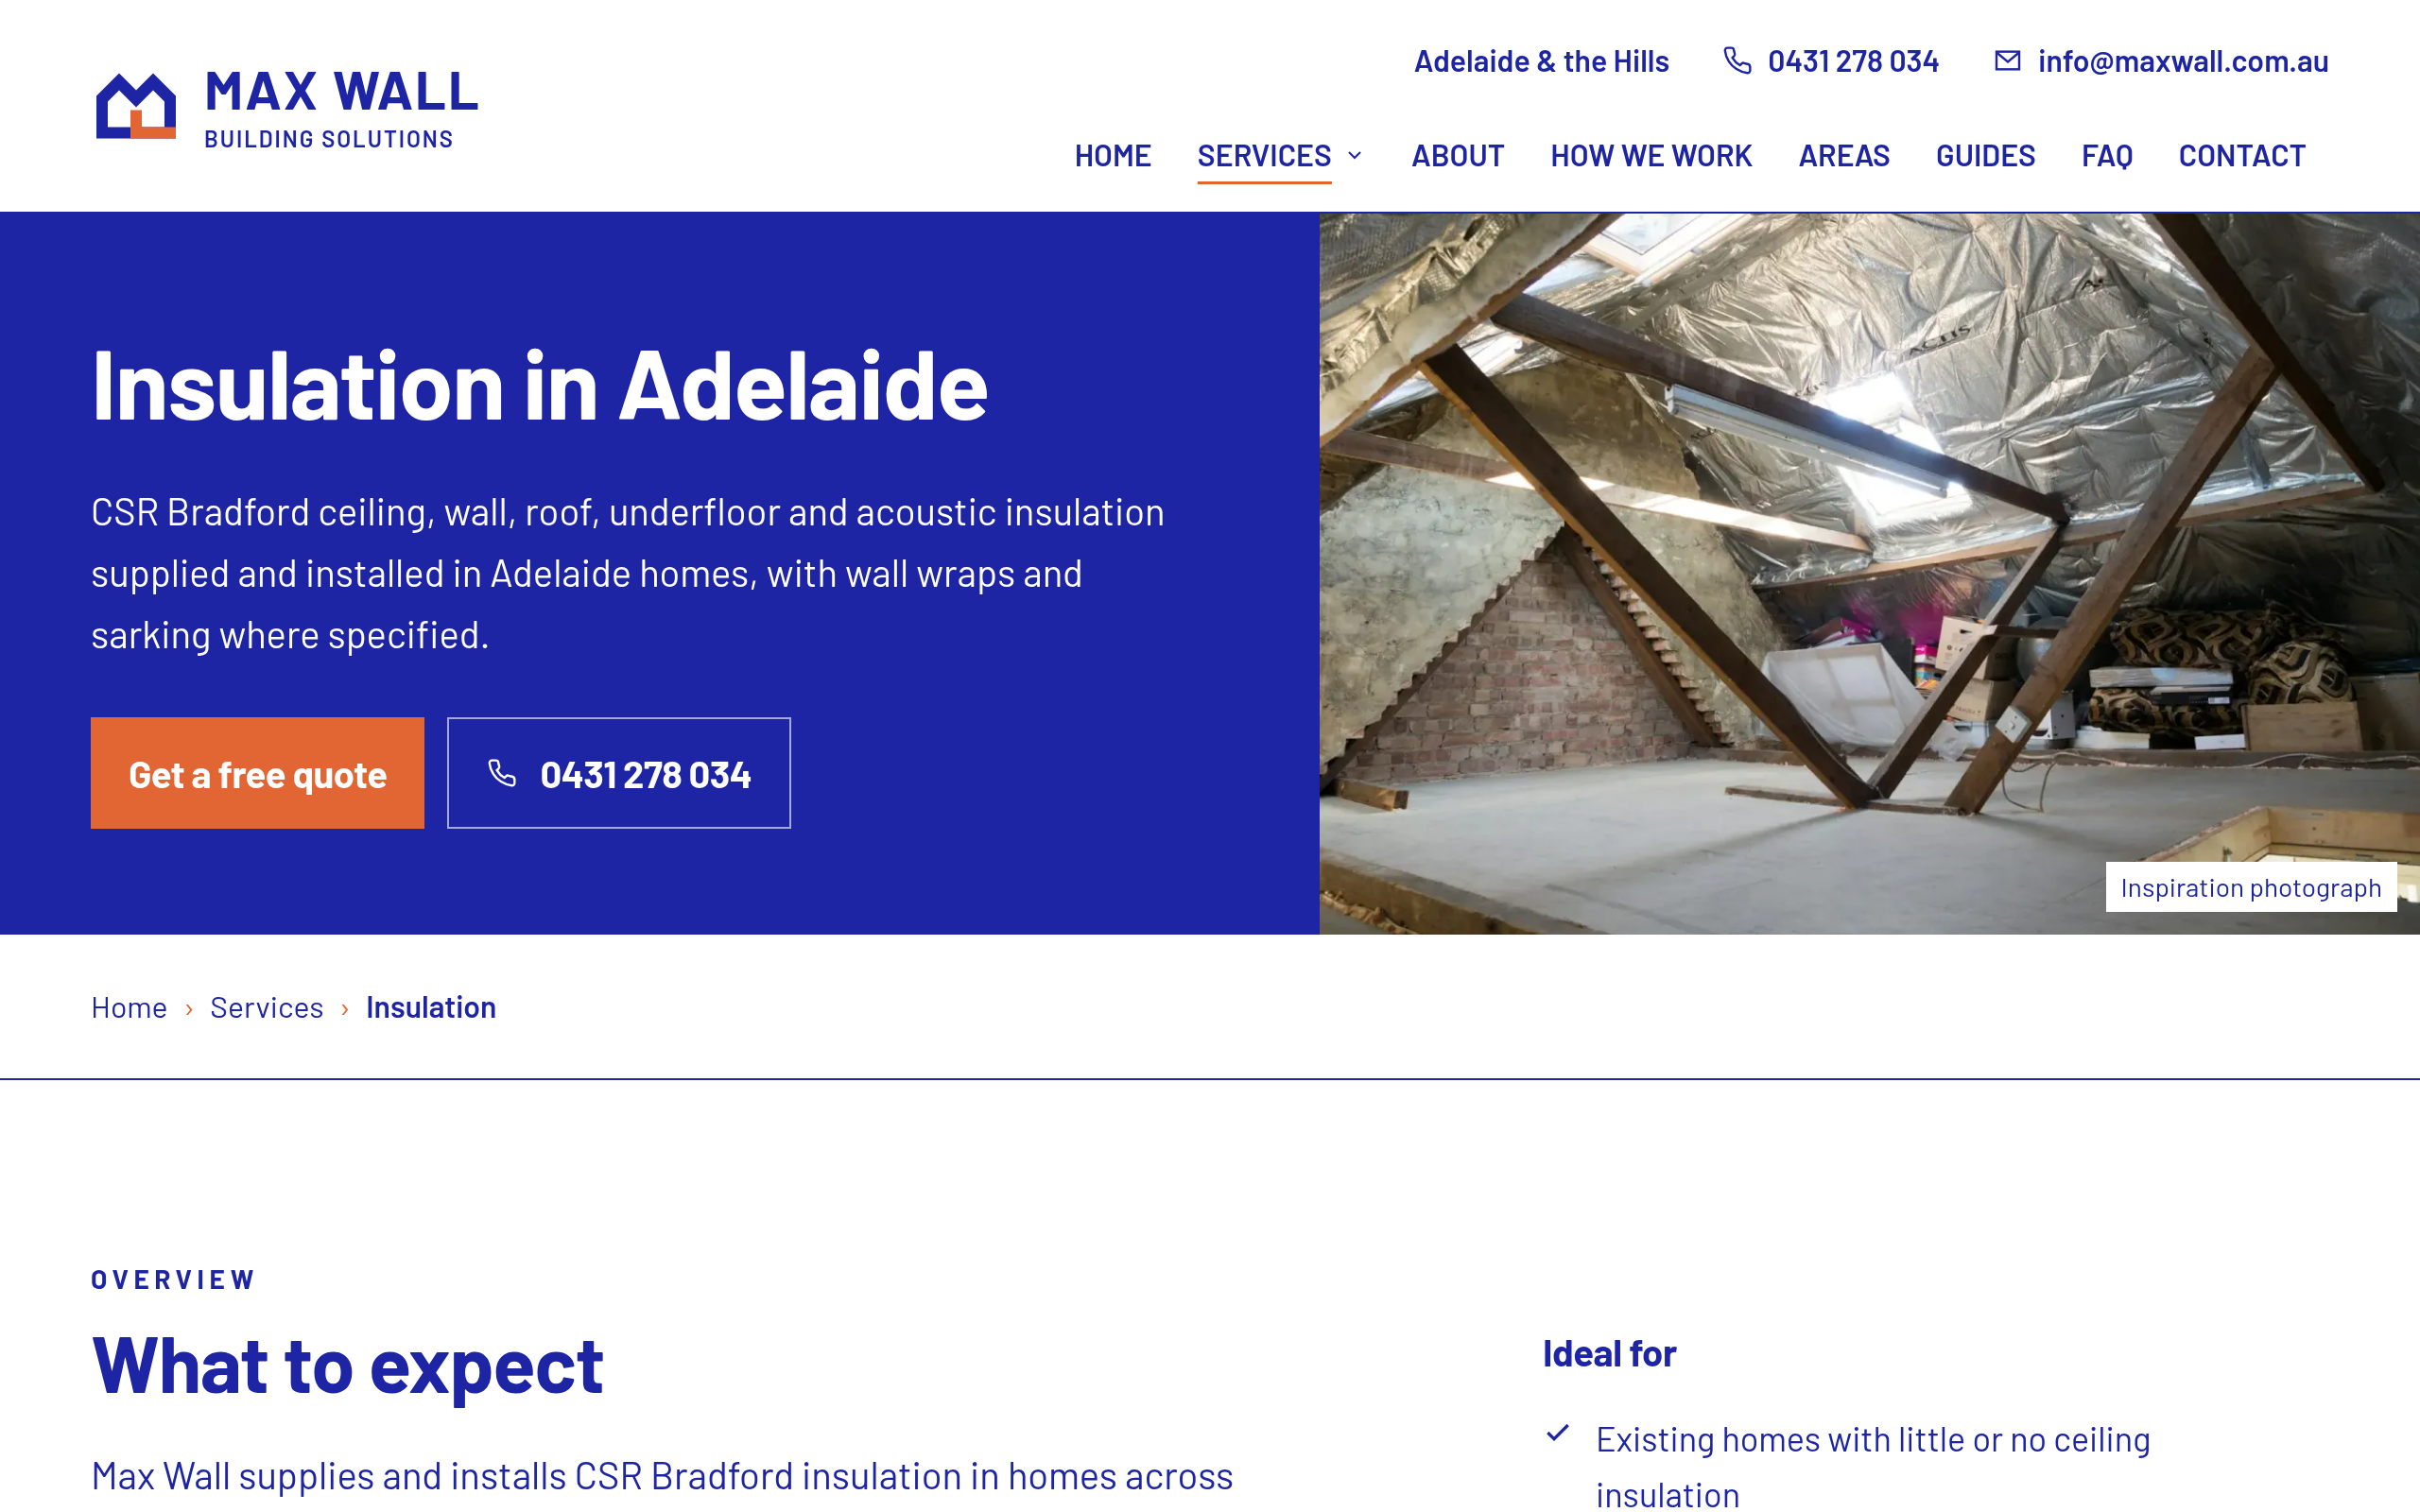 MAX WALL
BUILDING SOLUTIONS
Adelaide & the Hills 0431 278 034 info@maxwall.com.au
HOME SERVICES ABOUT HOW WE WORK AREAS GUIDES FAQ CONTACT
Insulation in Adelaide
CSR Bradford ceiling, wall, roof, underfloor and acoustic insulation
supplied and installed in Adelaide homes, with wall wraps and
sarking where specified.
Get a free quote 0431 278 034
ACTIS
Inspiration photograph
Home › Services › Insulation
OVERVIEW
What to expect
Max Wall supplies and installs CSR Bradford insulation in homes across
Ideal for
Existing homes with little or no ceiling
insulation